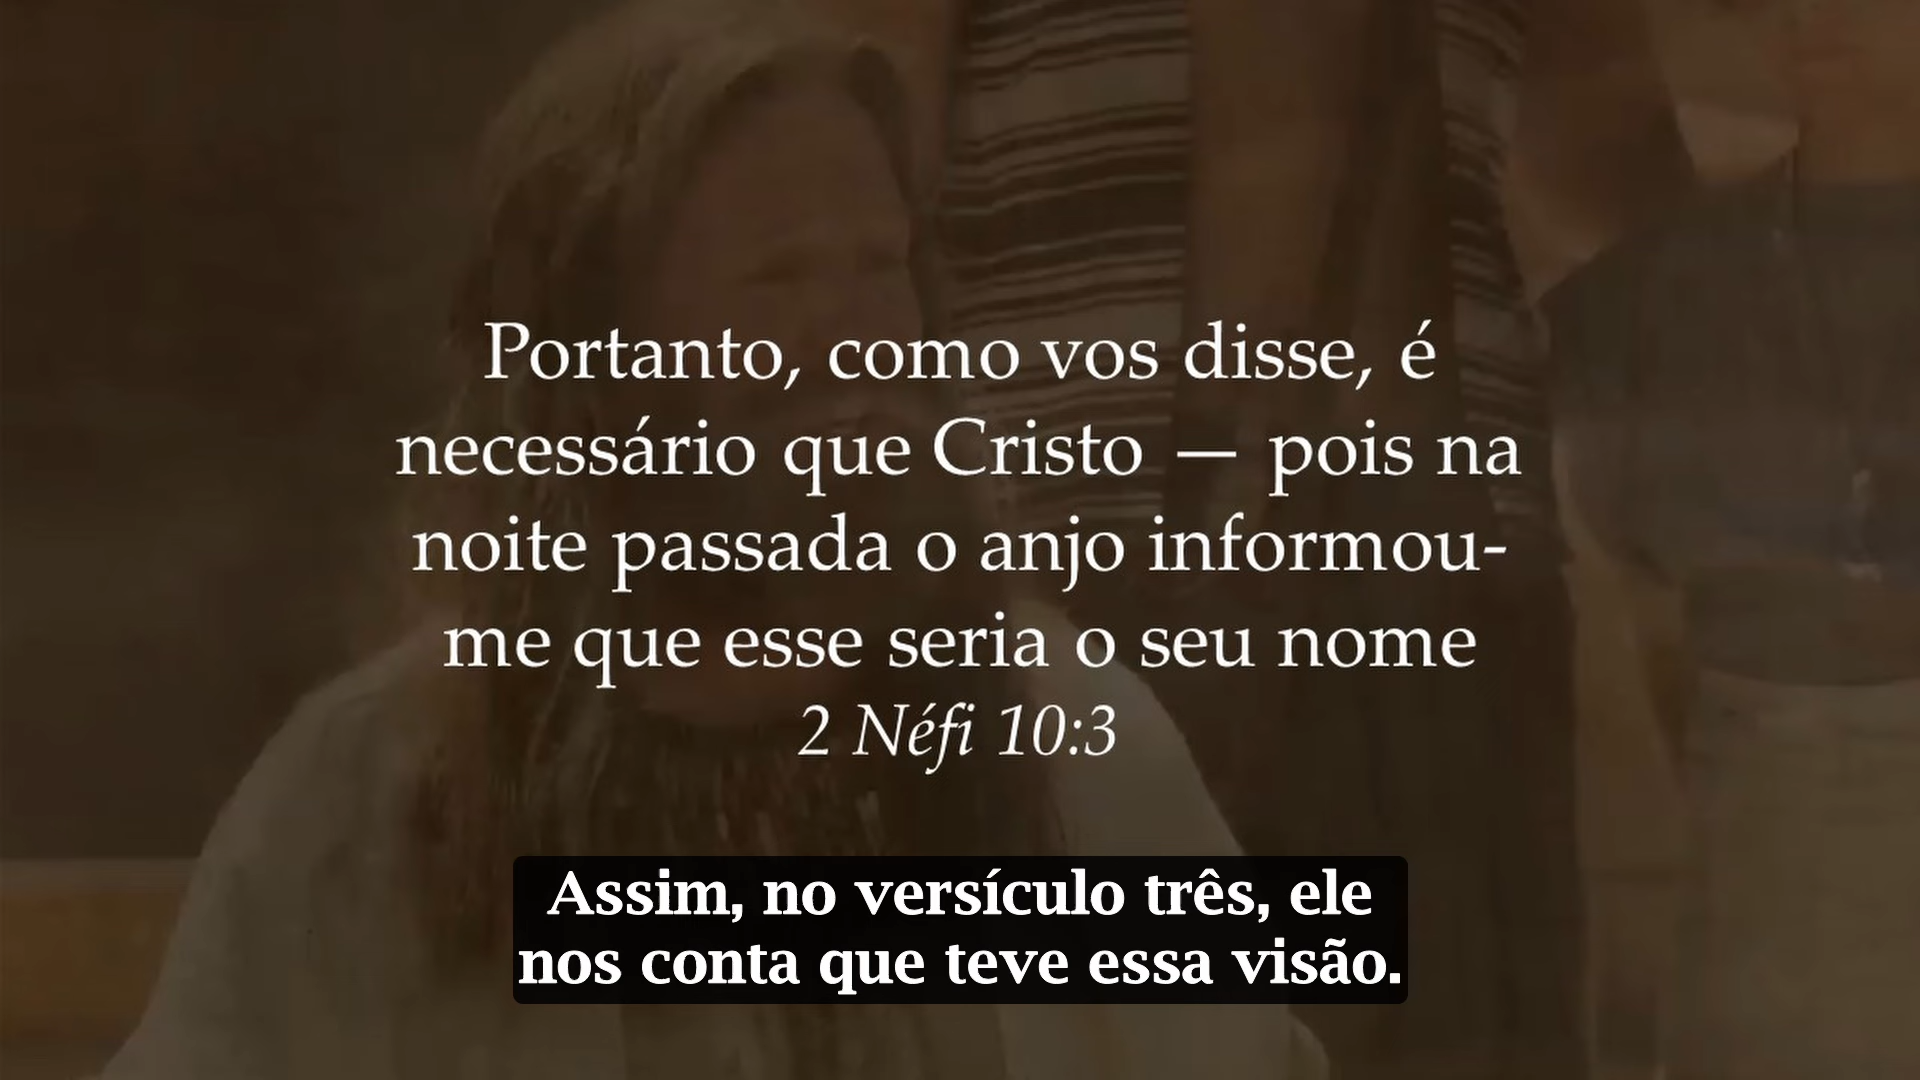 Portanto, como vos disse, é
necessário que Cristo — pois na
noite passada o anjo informou-
me que esse seria o seu nome
2 Néfi 10:3
Assim, no versículo três, ele
nos conta que teve essa visão.